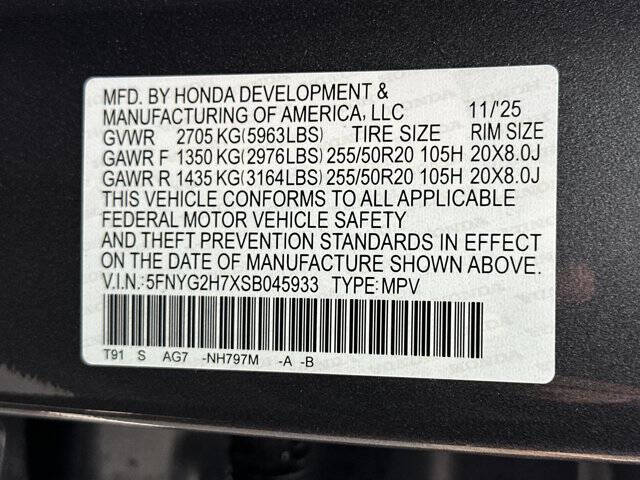 MFD. BY HONDA DEVELOPMENT &
MANUFACTURING OF AMERICA, LLC 11/'25
GVWR 2705 KG(5963LBS) TIRE SIZE RIM SIZE
GAWR F 1350 KG(2976LBS) 255/50R20 105H 20X8.0J
GAWR R 1435 KG(3164LBS) 255/50R20 105H 20X8.0J
THIS VEHICLE CONFORMS TO ALL APPLICABLE
FEDERAL MOTOR VEHICLE SAFETY
AND THEFT PREVENTION STANDARDS IN EFFECT
ON THE DATE OF MANUFACTURE SHOWN ABOVE.
V.I.N.:5FNYG2H7XSB045933 TYPE:MPV
T91 S AG7 -NH797M -A -B